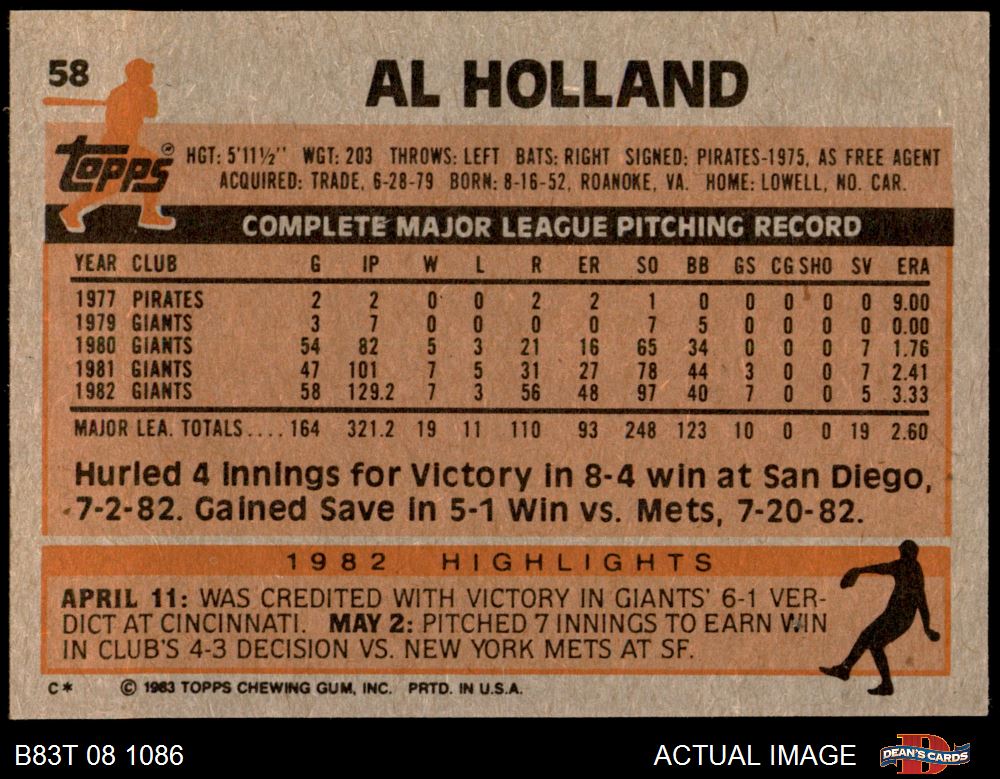 58
AL HOLLAND
TOPPS
HGT: 5'11½" WGT: 203 THROWS: LEFT BATS: RIGHT SIGNED: PIRATES-1975, AS FREE AGENT
ACQUIRED: TRADE, 6-28-79 BORN: 8-16-52, ROANOKE, VA. HOME: LOWELL, NO. CAR.
COMPLETE MAJOR LEAGUE PITCHING RECORD
YEAR CLUB G IP W L R ER SO BB GS CG SHO SV ERA
1977 PIRATES 2 2 0 0 2 2 1 0 0 0 0 0 9.00
1979 GIANTS 3 7 0 0 0 0 7 5 0 0 0 0 0.00
1980 GIANTS 54 82 5 3 21 16 65 34 0 0 0 7 1.76
1981 GIANTS 47 101 7 5 31 27 78 44 3 0 0 7 2.41
1982 GIANTS 58 129.2 7 3 56 48 97 40 7 0 0 5 3.33
MAJOR LEA. TOTALS.... 164 321.2 19 11 110 93 248 123 10 0 0 19 2.60
Hurled 4 Innings for Victory in 8-4 win at San Diego,
7-2-82. Gained Save in 5-1 Win vs. Mets, 7-20-82.
1982 HIGHLIGHTS
APRIL 11: WAS CREDITED WITH VICTORY IN GIANTS' 6-1 VER-
DICT AT CINCINNATI. MAY 2: PITCHED 7 INNINGS TO EARN WIN
IN CLUB'S 4-3 DECISION VS. NEW YORK METS AT SF.
C* © 1983 TOPPS CHEWING GUM, INC. PRTD. IN U.S.A.
B83T 08 1086 ACTUAL IMAGE
DEAN'S CARDS